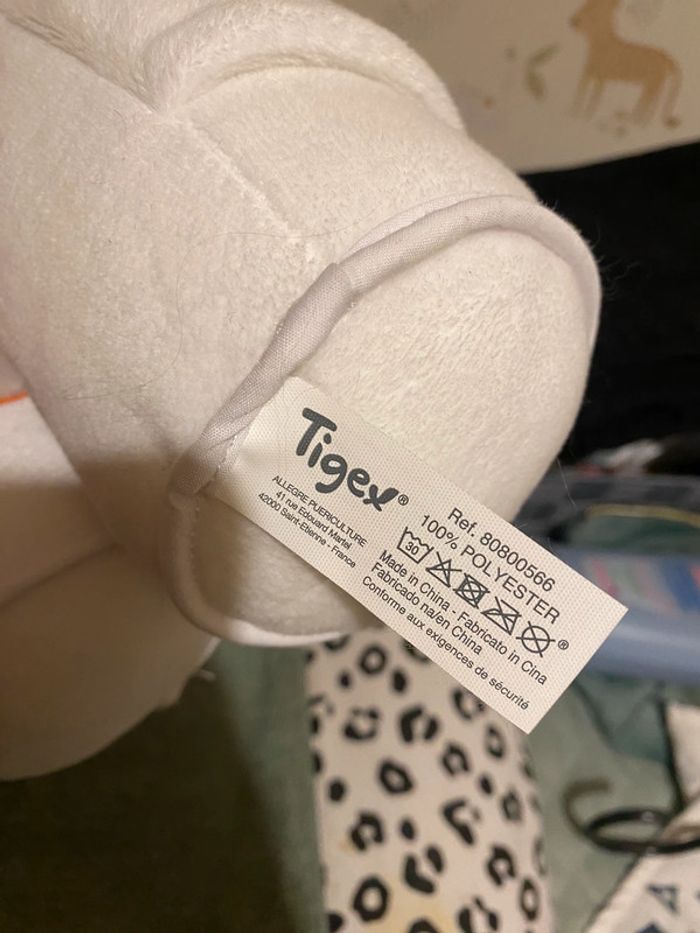 Tigex®
ALLEGRE PUERICULTURE
41 rue Edouard Martel
42000 Saint-Etienne - France
Ref. 80800566
100% POLYESTER
30
Made in China - Fabricato in Cina
Fabricado na/en China
Conforme aux exigences de sécurité